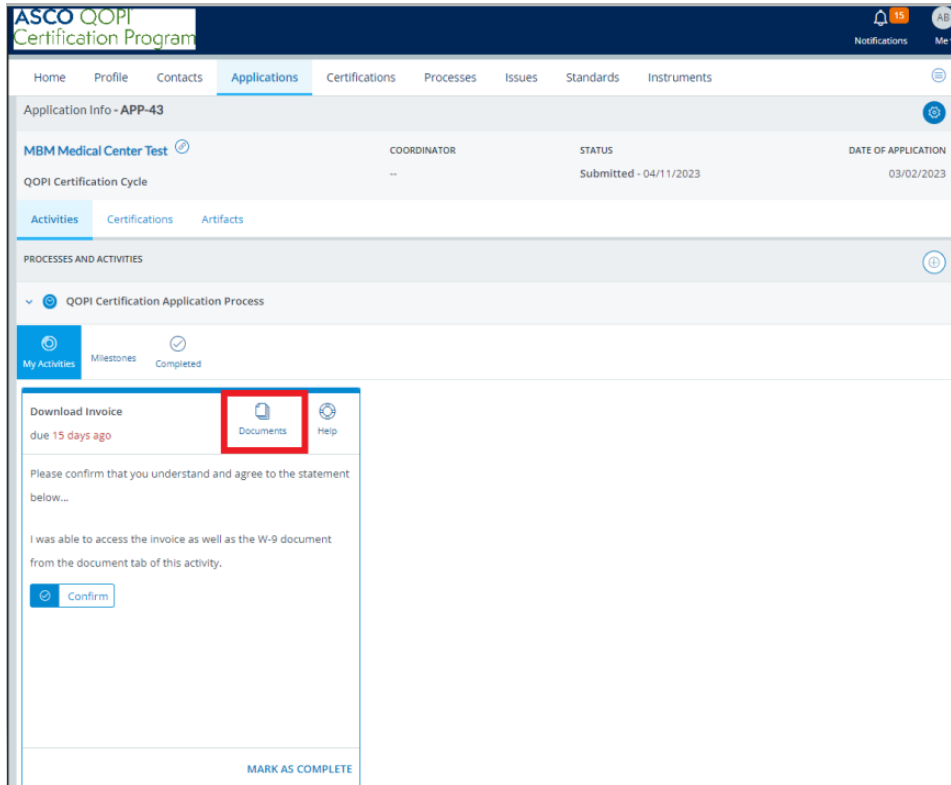 ASCO QOPI
Certification Program
15
AB
Notifications
Me
Home Profile Contacts Applications Certifications Processes Issues Standards Instruments
Application Info - APP-43
MBM Medical Center Test
COORDINATOR
STATUS
DATE OF APPLICATION
QOPI Certification Cycle
--
Submitted - 04/11/2023
03/02/2023
Activities Certifications Artifacts
PROCESSES AND ACTIVITIES
QOPI Certification Application Process
My Activities Milestones Completed
Download Invoice
due 15 days ago
Documents
Help
Please confirm that you understand and agree to the statement
below...
I was able to access the invoice as well as the W-9 document
from the document tab of this activity.
Confirm
MARK AS COMPLETE